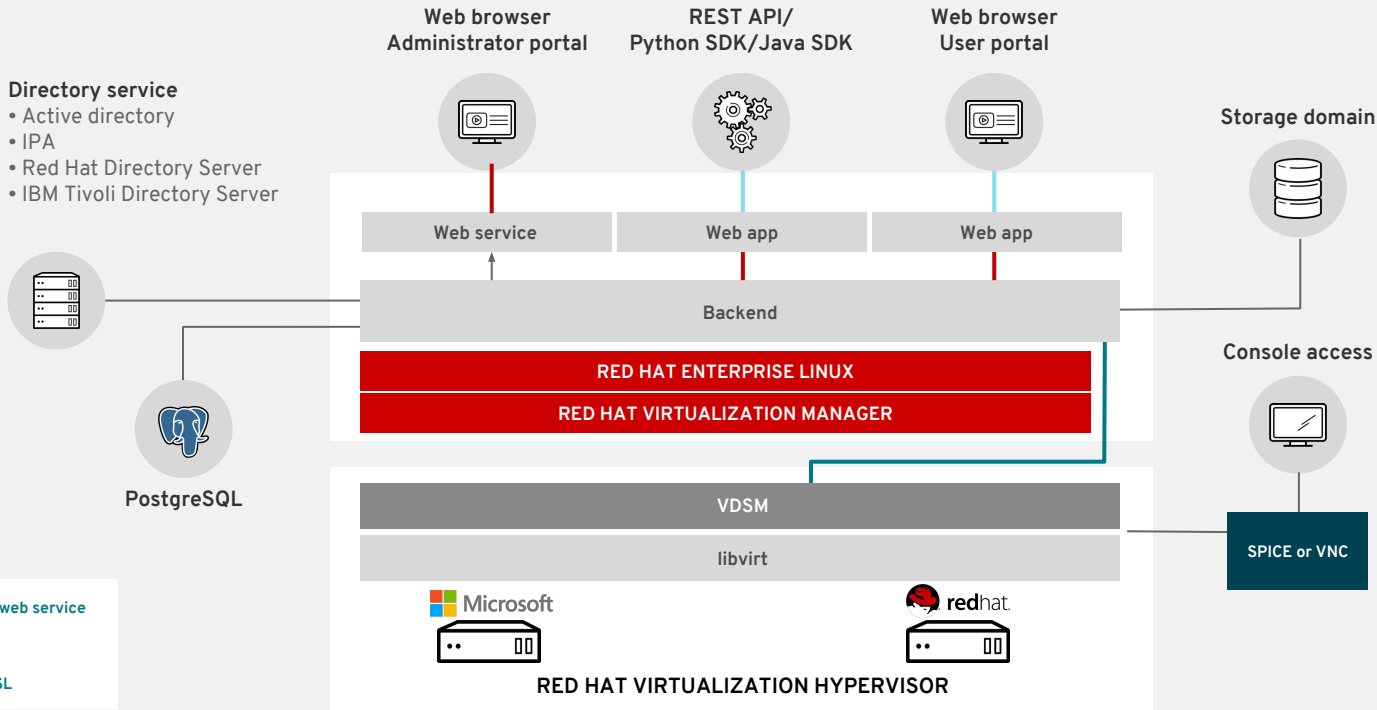 Web browser
Administrator portal
REST API/
Python SDK/Java SDK
Web browser
User portal
Directory service
• Active directory
• IPA
• Red Hat Directory Server
• IBM Tivoli Directory Server
Storage domain
Web service
Web app
Web app
Backend
RED HAT ENTERPRISE LINUX
RED HAT VIRTUALIZATION MANAGER
Console access
PostgreSQL
VDSM
libvirt
SPICE or VNC
web service
Microsoft
redhat.
RED HAT VIRTUALIZATION HYPERVISOR